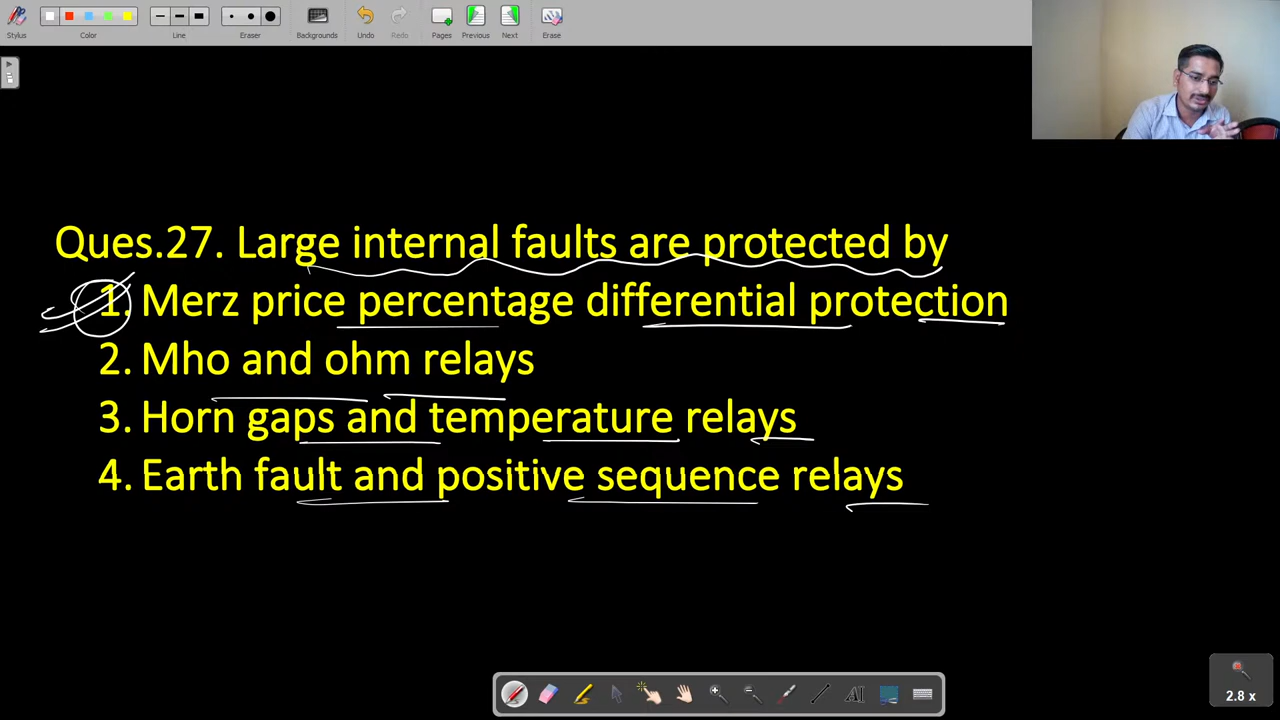 Stylus
Color
Line
Eraser
Backgrounds
Undo
Redo
Pages
Previous
Next
Erase
Ques.27. Large internal faults are protected by
1. Merz price percentage differential protection
2. Mho and ohm relays
3. Horn gaps and temperature relays
4. Earth fault and positive sequence relays
AI
2.8 x